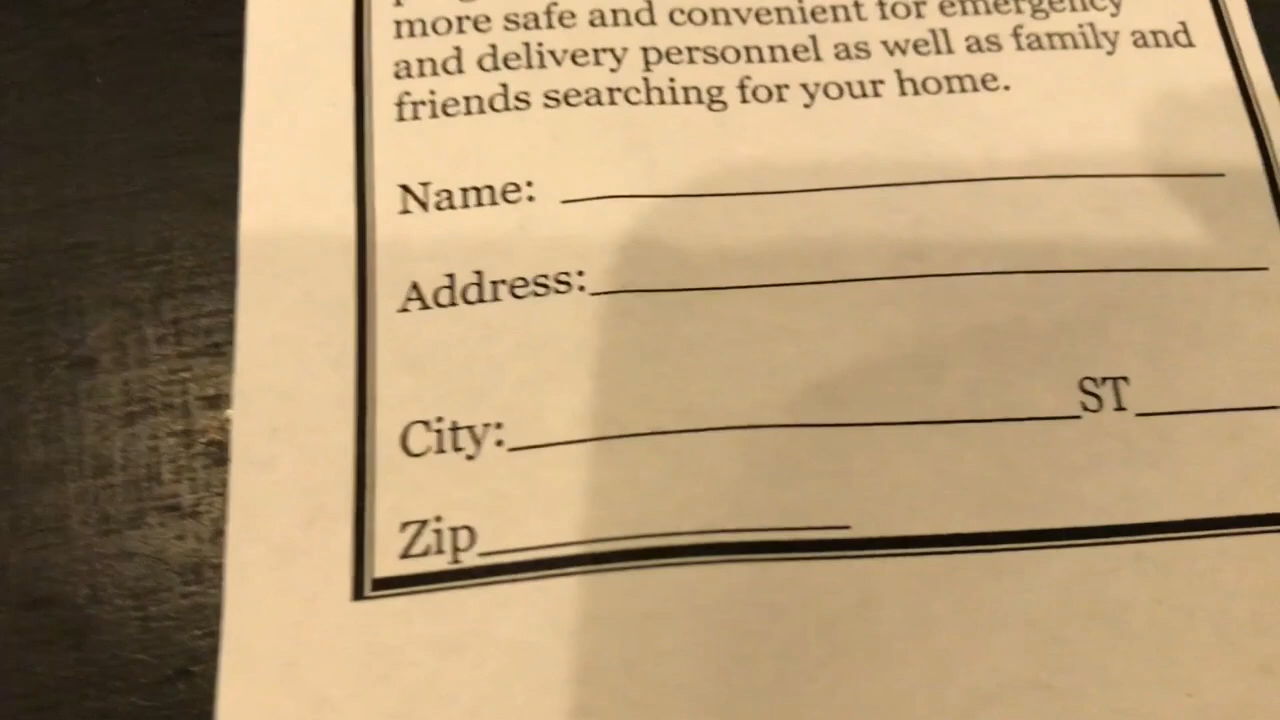 more safe and convenient for emergency
and delivery personnel as well as family and
friends searching for your home.
Name:
Address:
City: ST
Zip